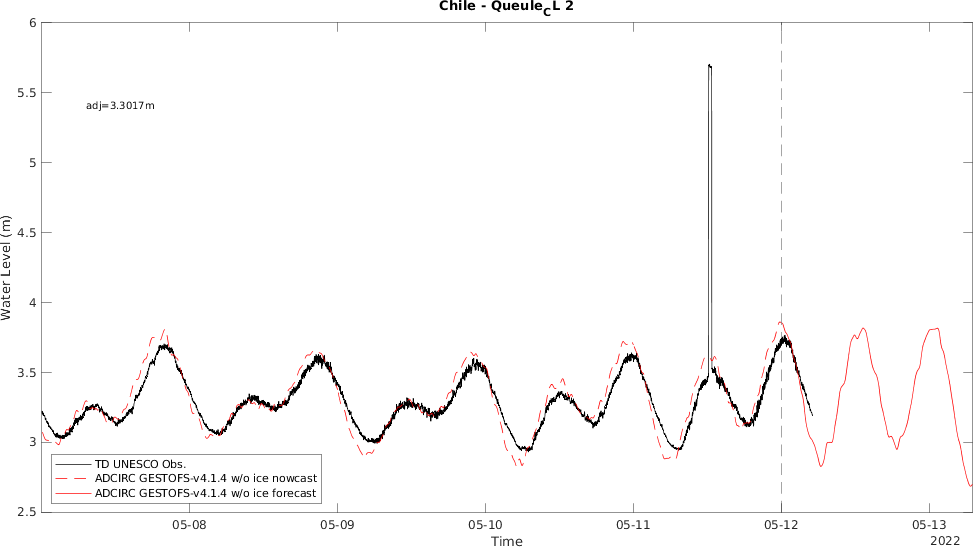 Chile - Queule_CL 2
6
5.5
5
4.5
4
3.5
3
2.5
Water Level (m)
adj=3.3017m
TD UNESCO Obs.
ADCIRC GESTOFS-v4.1.4 w/o ice nowcast
ADCIRC GESTOFS-v4.1.4 w/o ice forecast
05-08 05-09 05-10 05-11 05-12 05-13
Time
2022